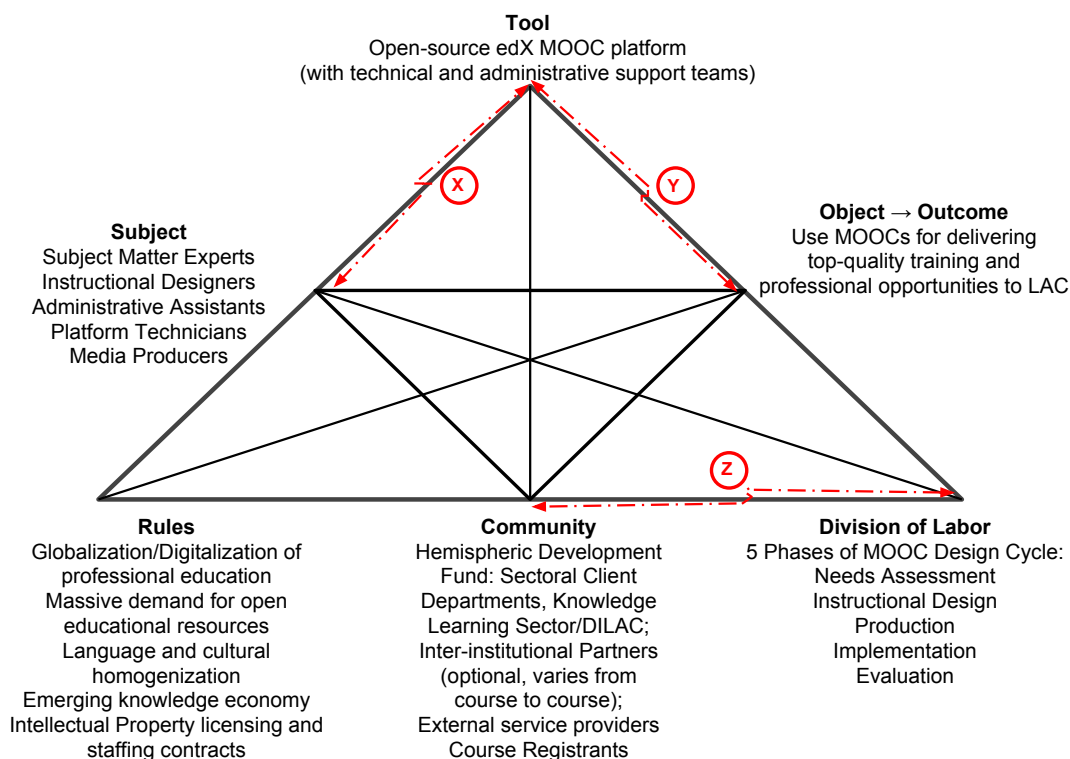 Tool
Open-source edX MOOC platform
(with technical and administrative support teams)
X
Y
Subject
Subject Matter Experts
Instructional Designers
Administrative Assistants
Platform Technicians
Media Producers
Object → Outcome
Use MOOCs for delivering
top-quality training and
professional opportunities to LAC
Z
Rules
Globalization/Digitalization of
professional education
Massive demand for open
educational resources
Language and cultural
homogenization
Emerging knowledge economy
Intellectual Property licensing and
staffing contracts
Community
Hemispheric Development
Fund: Sectoral Client
Departments, Knowledge
Learning Sector/DILAC;
Inter-institutional Partners
(optional, varies from
course to course);
External service providers
Course Registrants
Division of Labor
5 Phases of MOOC Design Cycle:
Needs Assessment
Instructional Design
Production
Implementation
Evaluation